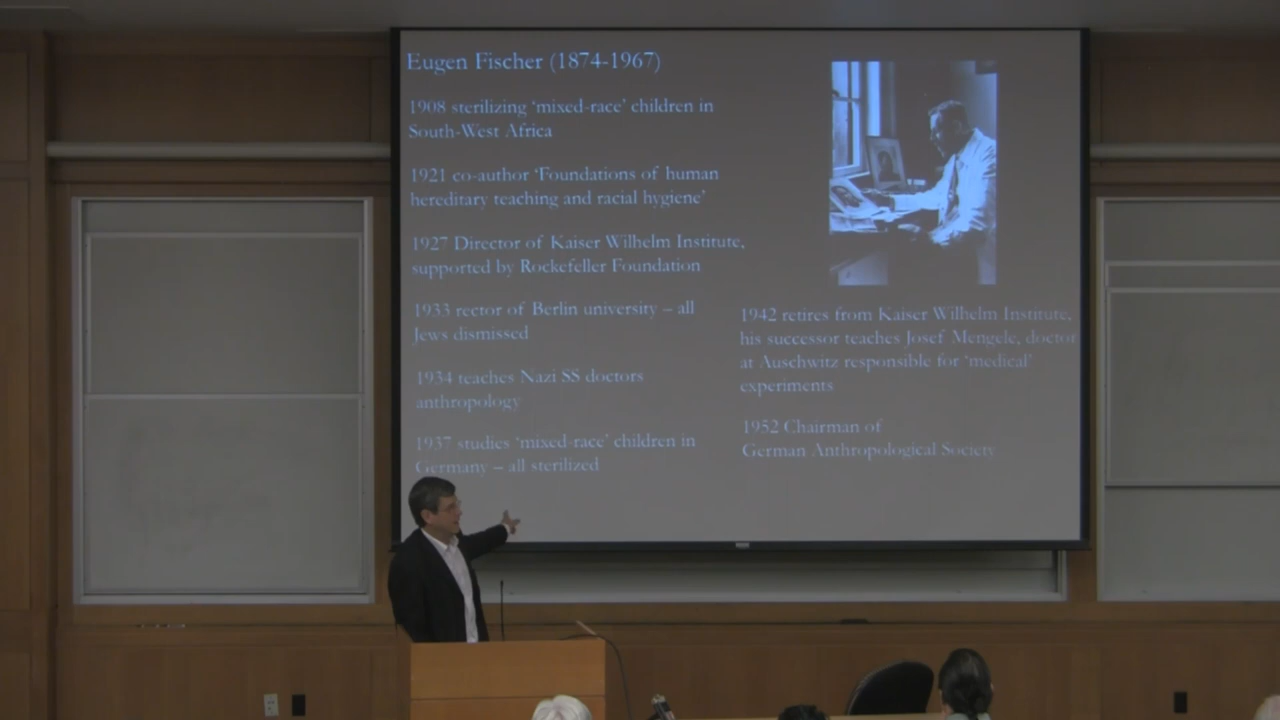 Eugen Fischer (1874-1967)
1908 sterilizing ‘mixed-race’ children in
South-West Africa
1921 co-author ‘Foundations of human
hereditary teaching and racial hygiene’
1927 Director of Kaiser Wilhelm Institute,
supported by Rockefeller Foundation
1933 rector of Berlin university – all
Jews dismissed
1934 teaches Nazi SS doctors
anthropology
1937 studies ‘mixed-race’ children in
Germany – all sterilized
1942 retires from Kaiser Wilhelm Institute,
his successor teaches Josef Mengele, doctor
at Auschwitz responsible for ‘medical’
experiments
1952 Chairman of
German Anthropological Society